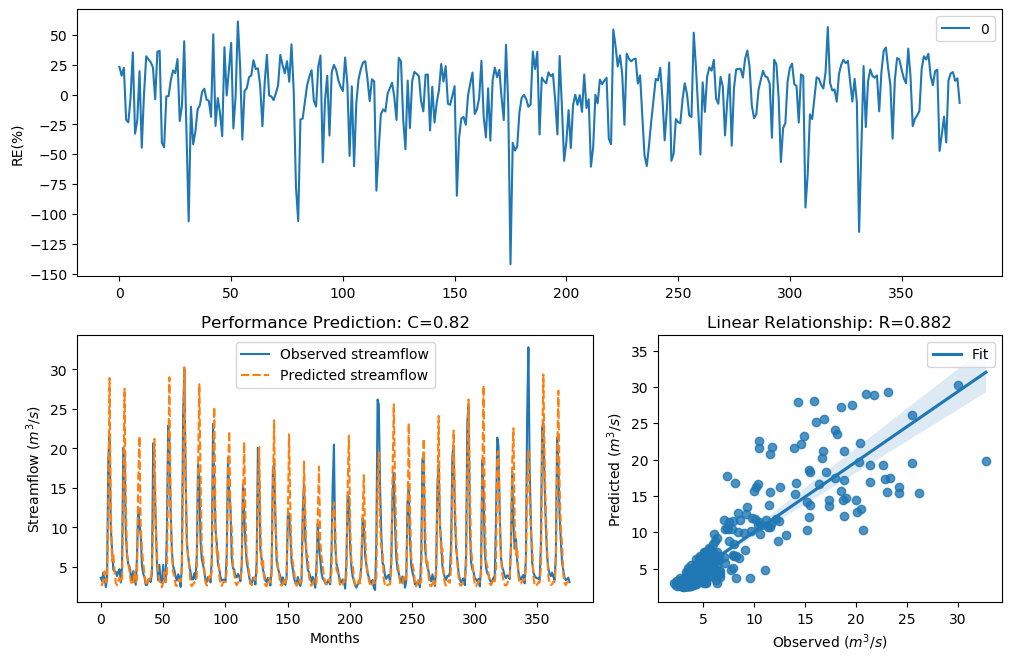 RE(%)
50
25
0
−25
−50
−75
−100
−125
−150
0
0 50 100 150 200 250 300 350
Performance Prediction: C=0.82
Streamflow (m³/s)
30
25
20
15
10
5
Observed streamflow
Predicted streamflow
0 50 100 150 200 250 300 350
Months
Linear Relationship: R=0.882
Predicted (m³/s)
35
30
25
20
15
10
5
Fit
5 10 15 20 25 30
Observed (m³/s)